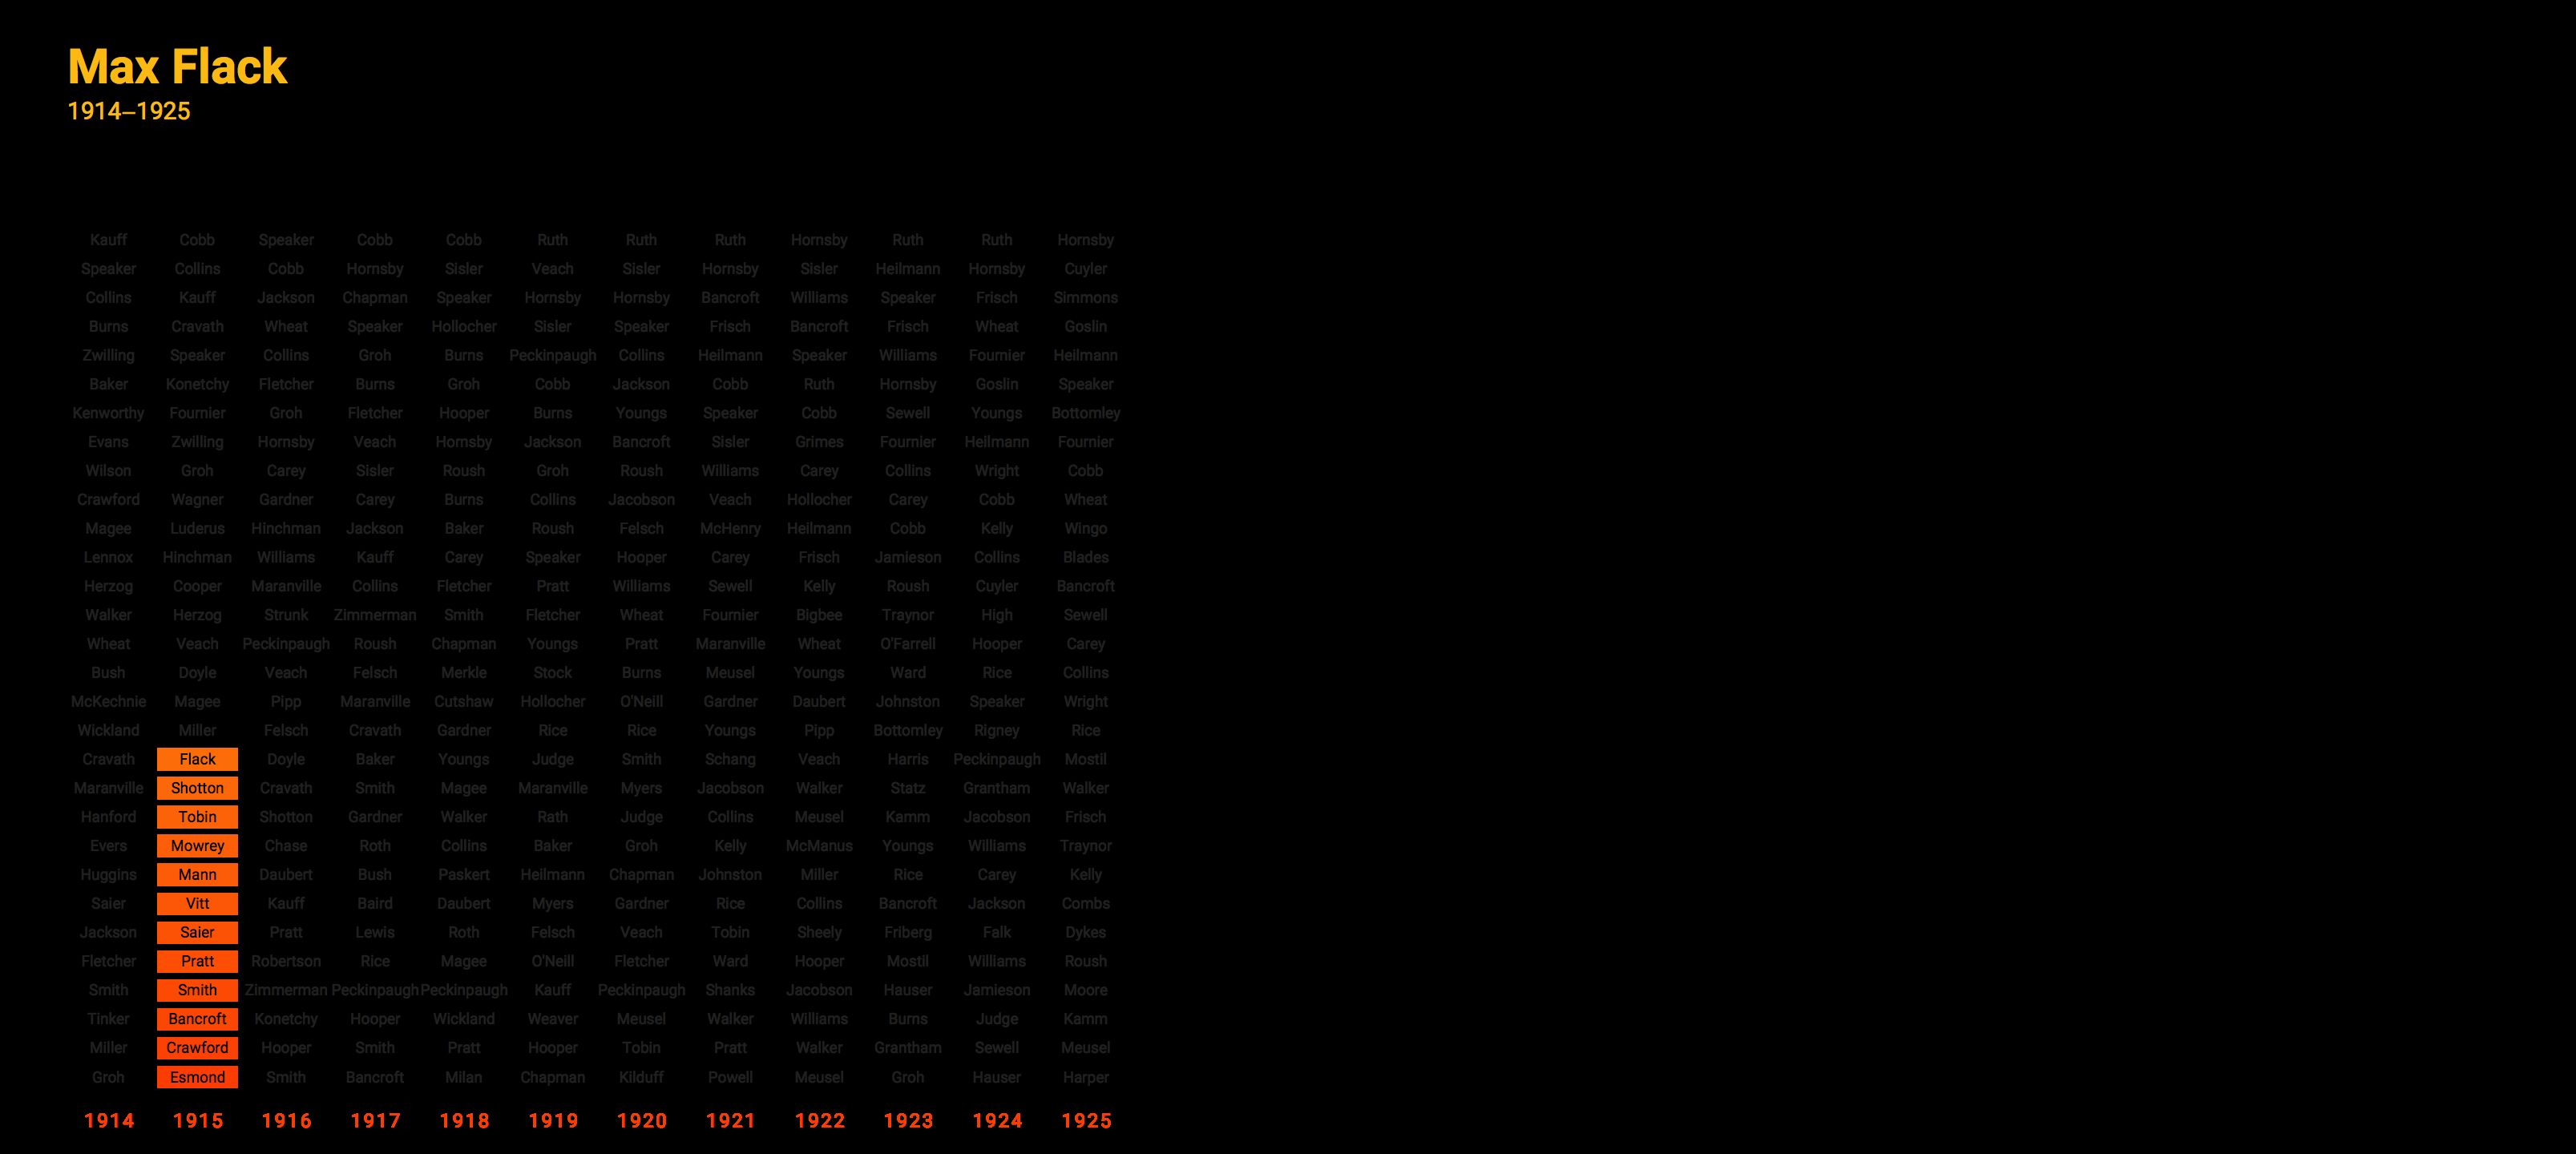 Max Flack
1914–1925
Kauff Cobb Speaker Cobb Cobb Ruth Ruth Ruth Hornsby Ruth Ruth Hornsby
Speaker Collins Cobb Hornsby Sisler Veach Sisler Hornsby Sisler Heilmann Hornsby Cuyler
Collins Kauff Jackson Chapman Speaker Hornsby Hornsby Bancroft Williams Speaker Frisch Simmons
Burns Cravath Wheat Speaker Hollocher Sisler Speaker Frisch Bancroft Frisch Wheat Goslin
Zwilling Speaker Collins Groh Burns Peckinpaugh Collins Heilmann Speaker Williams Fournier Heilmann
Baker Konetchy Fletcher Burns Groh Cobb Jackson Cobb Ruth Hornsby Goslin Speaker
Kenworthy Fournier Groh Fletcher Hooper Burns Youngs Speaker Cobb Sewell Youngs Bottomley
Evans Zwilling Hornsby Veach Hornsby Jackson Bancroft Sisler Grimes Fournier Heilmann Fournier
Wilson Groh Carey Sisler Roush Groh Roush Williams Carey Collins Wright Cobb
Crawford Wagner Gardner Carey Burns Collins Jacobson Veach Hollocher Carey Cobb Wheat
Magee Luderus Hinchman Jackson Baker Roush Felsch McHenry Heilmann Cobb Kelly Wingo
Lennox Hinchman Williams Kauff Carey Speaker Hooper Carey Frisch Jamieson Collins Blades
Herzog Cooper Maranville Collins Fletcher Pratt Williams Sewell Kelly Roush Cuyler Bancroft
Walker Herzog Strunk Zimmerman Smith Fletcher Wheat Fournier Bigbee Traynor High Sewell
Wheat Veach Peckinpaugh Roush Chapman Youngs Pratt Maranville Wheat O'Farrell Hooper Carey
Bush Doyle Veach Felsch Merkle Stock Burns Meusel Youngs Ward Rice Collins
McKechnie Magee Pipp Maranville Cutshaw Hollocher O'Neill Gardner Daubert Johnston Speaker Wright
Wickland Miller Felsch Cravath Gardner Rice Rice Youngs Pipp Bottomley Rigney Rice
Cravath Flack Doyle Baker Youngs Judge Smith Schang Veach Harris Peckinpaugh Mostil
Maranville Shotton Cravath Smith Magee Maranville Myers Jacobson Walker Statz Grantham Walker
Hanford Tobin Shotton Gardner Walker Rath Judge Collins Meusel Kamm Jacobson Frisch
Evers Mowrey Chase Roth Collins Baker Groh Kelly McManus Youngs Williams Traynor
Huggins Mann Daubert Bush Paskert Heilmann Chapman Johnston Miller Rice Carey Kelly
Saier Vitt Kauff Baird Daubert Myers Gardner Rice Collins Bancroft Jackson Combs
Jackson Saier Pratt Lewis Roth Felsch Veach Tobin Sheely Friberg Falk Dykes
Fletcher Pratt Robertson Rice Magee O'Neill Fletcher Ward Hooper Mostil Williams Roush
Smith Smith Zimmerman Peckinpaugh Peckinpaugh Kauff Peckinpaugh Shanks Jacobson Hauser Jamieson Moore
Tinker Bancroft Konetchy Hooper Wickland Weaver Meusel Walker Williams Burns Judge Kamm
Miller Crawford Hooper Smith Pratt Hooper Tobin Pratt Walker Grantham Sewell Meusel
Groh Esmond Smith Bancroft Milan Chapman Kilduff Powell Meusel Groh Hauser Harper
1914 1915 1916 1917 1918 1919 1920 1921 1922 1923 1924 1925